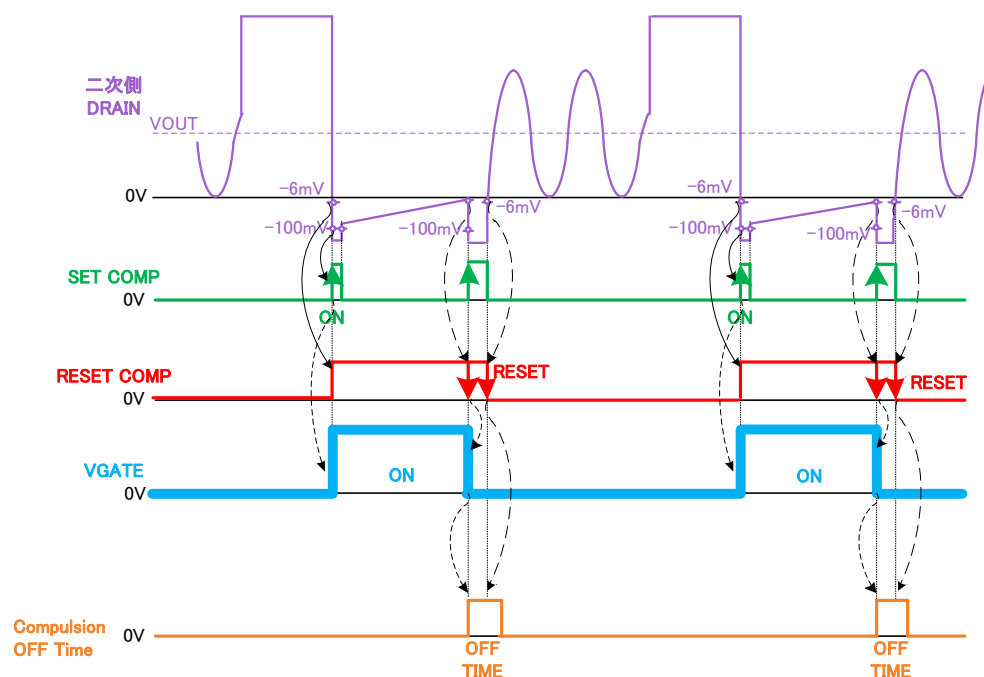 二次側
DRAIN
VOUT
0V
-6mV
-100mV
-100mV
-6mV
-6mV
-100mV
-100mV
-6mV
SET COMP
0V
ON
ON
RESET COMP
0V
RESET
RESET
VGATE
0V
ON
ON
Compulsion
OFF Time
0V
OFF
TIME
OFF
TIME